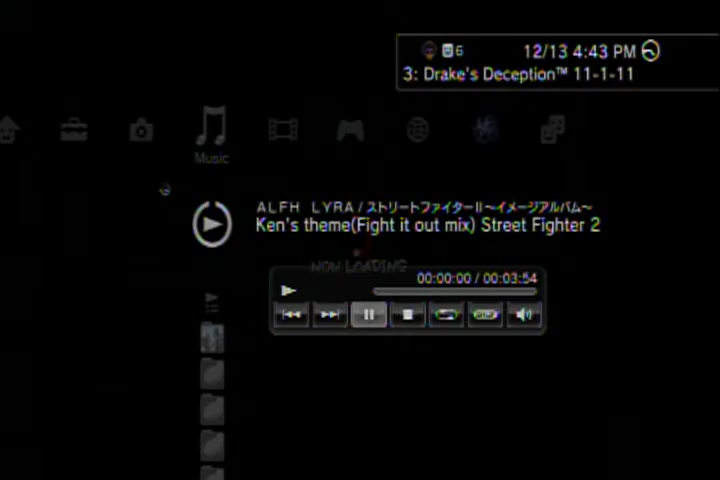 6 12/13 4:43 PM
3: Drake's Deception™ 11-1-11
Music
ALFH LYRA / ストリートファイターII～イメージアルバム～
Ken's theme(Fight it out mix) Street Fighter 2
NOW LOADING
00:00:00 / 00:03:54